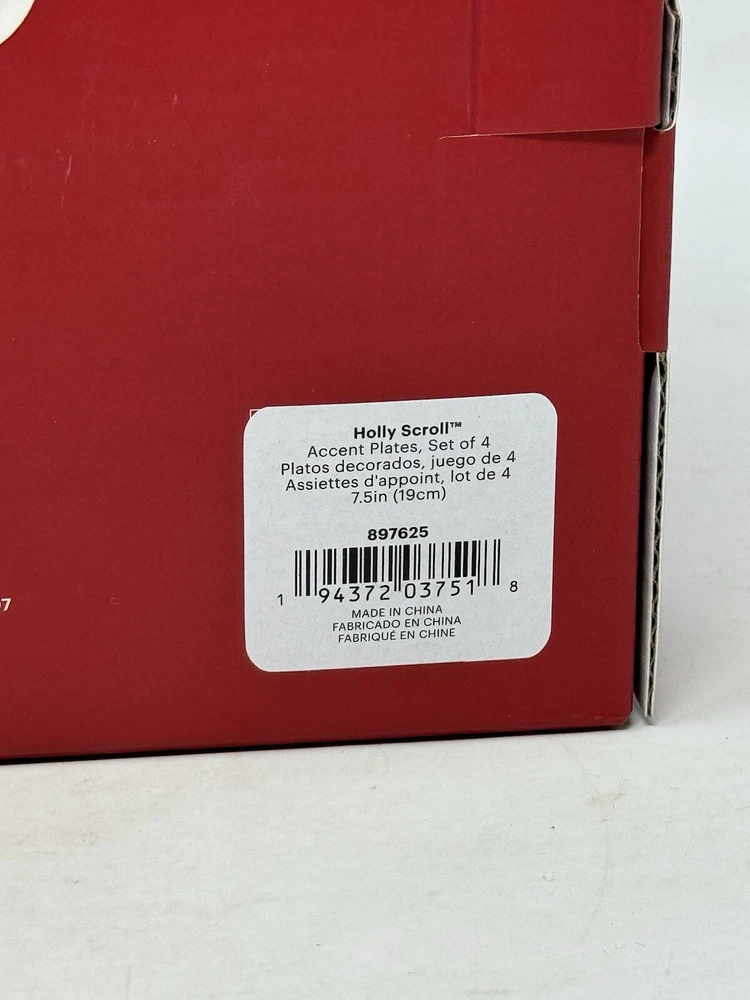 Holly Scroll™
Accent Plates, Set of 4
Platos decorados, juego de 4
Assiettes d'appoint, lot de 4
7.5in (19cm)
897625
1 94372 03751 8
MADE IN CHINA
FABRICADO EN CHINA
FABRIQUÉ EN CHINE